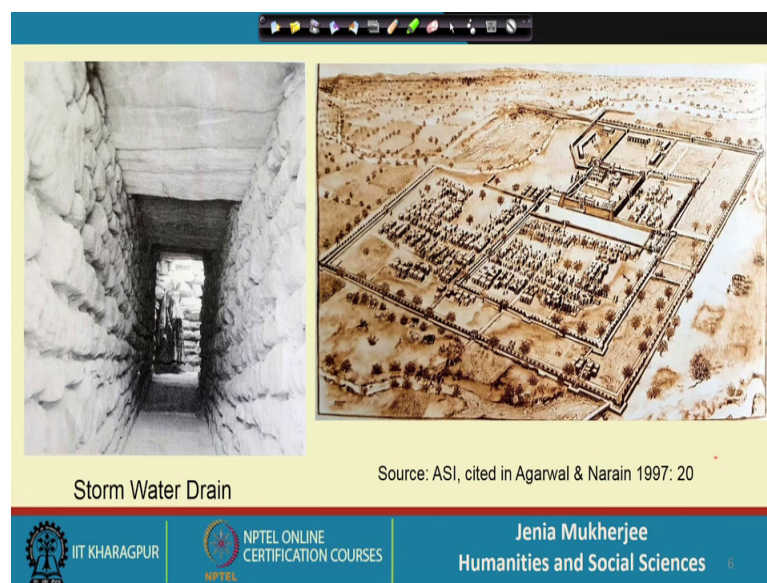 Storm Water Drain
Source: ASI, cited in Agarwal & Narain 1997: 20
IIT KHARAGPUR
NPTEL
NPTEL ONLINE
CERTIFICATION COURSES
Jenia Mukherjee
Humanities and Social Sciences
6